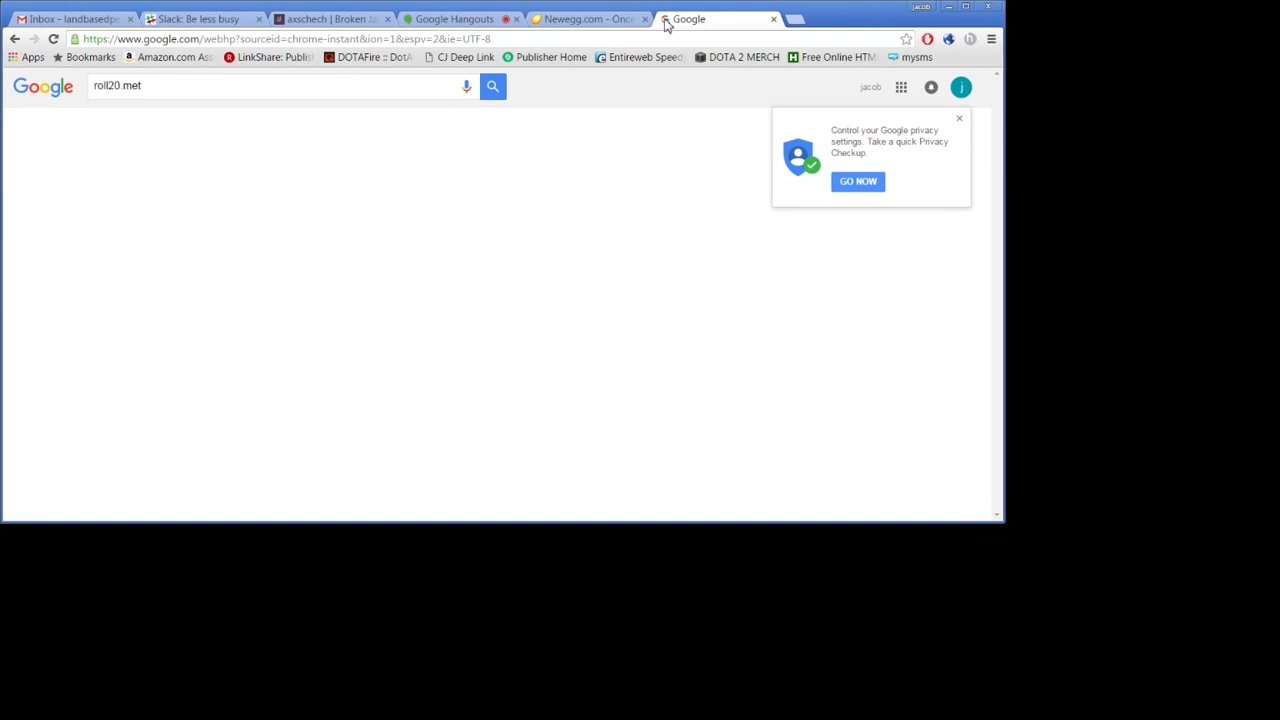 jacob
Inbox - landbasedpe
Slack: Be less busy
axschech | Broken Ja
Google Hangouts
Newegg.com - Once
Google
https://www.google.com/webhp?sourceid=chrome-instant&ion=1&espv=2&ie=UTF-8
Apps
Bookmarks
Amazon.com Ass
LinkShare: Publis
DOTAFire :: DotA
CJ Deep Link
Publisher Home
Entireweb Speed
DOTA 2 MERCH
Free Online HTM
mysms
Google
roll20.met
jacob
j
Control your Google privacy
settings. Take a quick Privacy
Checkup.
GO NOW